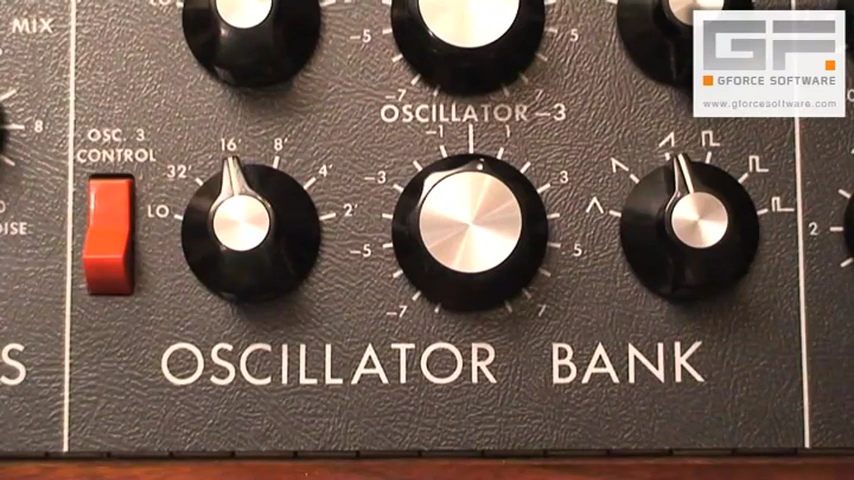 MIX
GF
GFORCE SOFTWARE
www.gforcesoftware.com
-5 5
-7 7
8
OSCILLATOR -3
OSC. 3
CONTROL
LO 32' 16' 8' 4' 2'
-7 -5 -3 -1 1 3 5 7
2
OSCILLATOR BANK